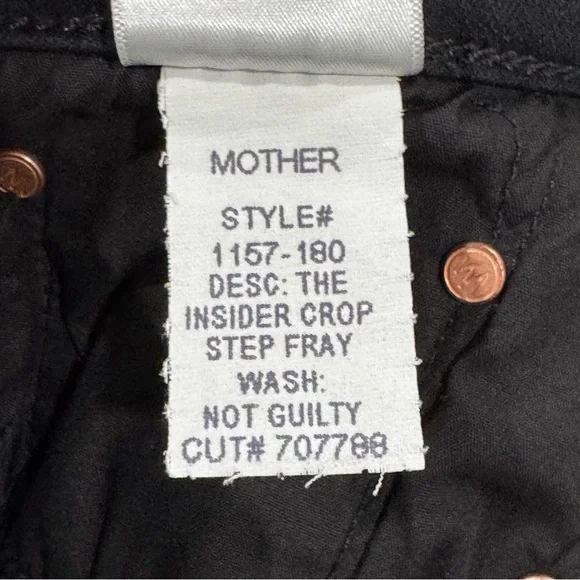 MOTHER
STYLE#
1157-180
DESC: THE
INSIDER CROP
STEP FRAY
WASH:
NOT GUILTY
CUT# 707788